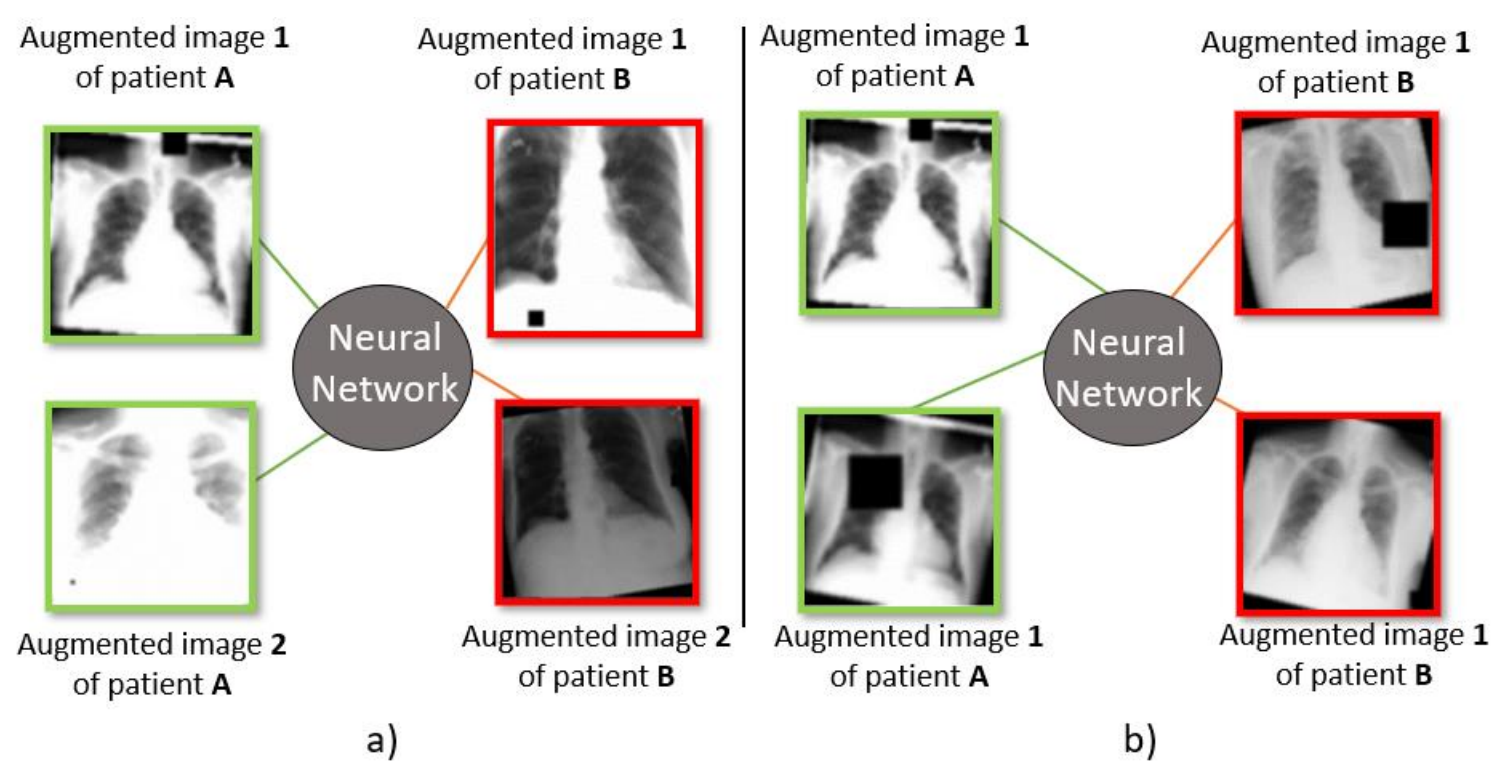 Augmented image 1
of patient A
Augmented image 1
of patient B
Neural
Network
Augmented image 2
of patient A
Augmented image 2
of patient B
a)
Augmented image 1
of patient A
Augmented image 1
of patient B
Neural
Network
Augmented image 1
of patient A
Augmented image 1
of patient B
b)